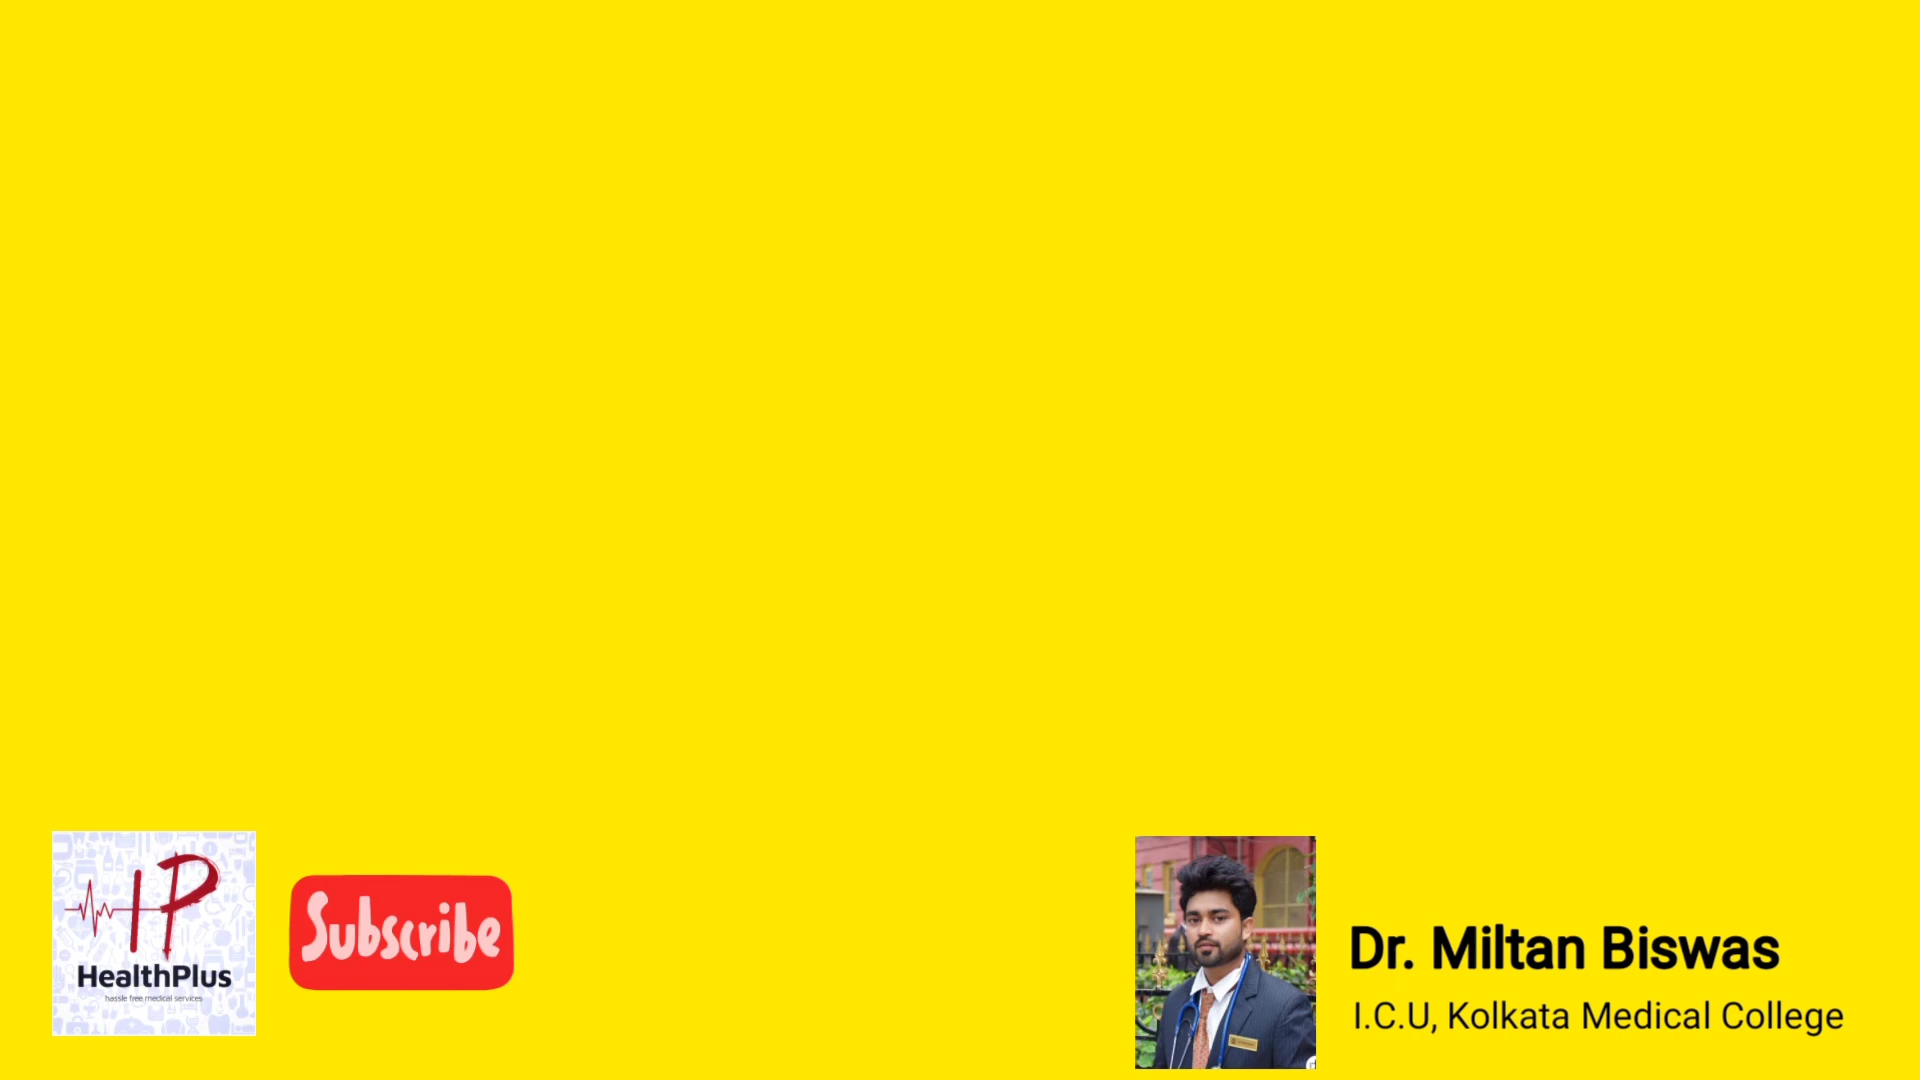 HealthPlus
hassle free medical services
Subscribe
Dr. Miltan Biswas
I.C.U, Kolkata Medical College